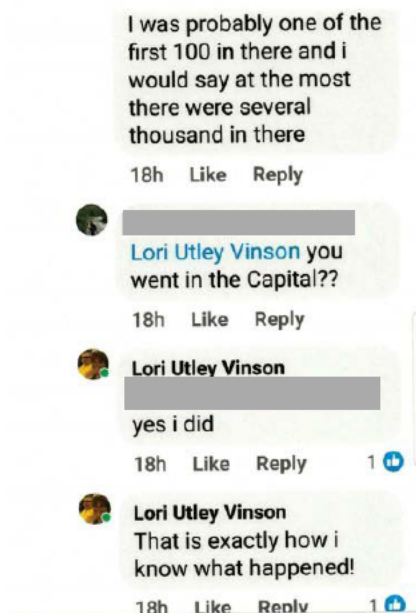 I was probably one of the
first 100 in there and i
would say at the most
there were several
thousand in there
18h Like Reply
Lori Utley Vinson you
went in the Capital??
18h Like Reply
Lori Utley Vinson
yes i did
18h Like Reply 1
Lori Utley Vinson
That is exactly how i
know what happened!
18h Like Reply 1